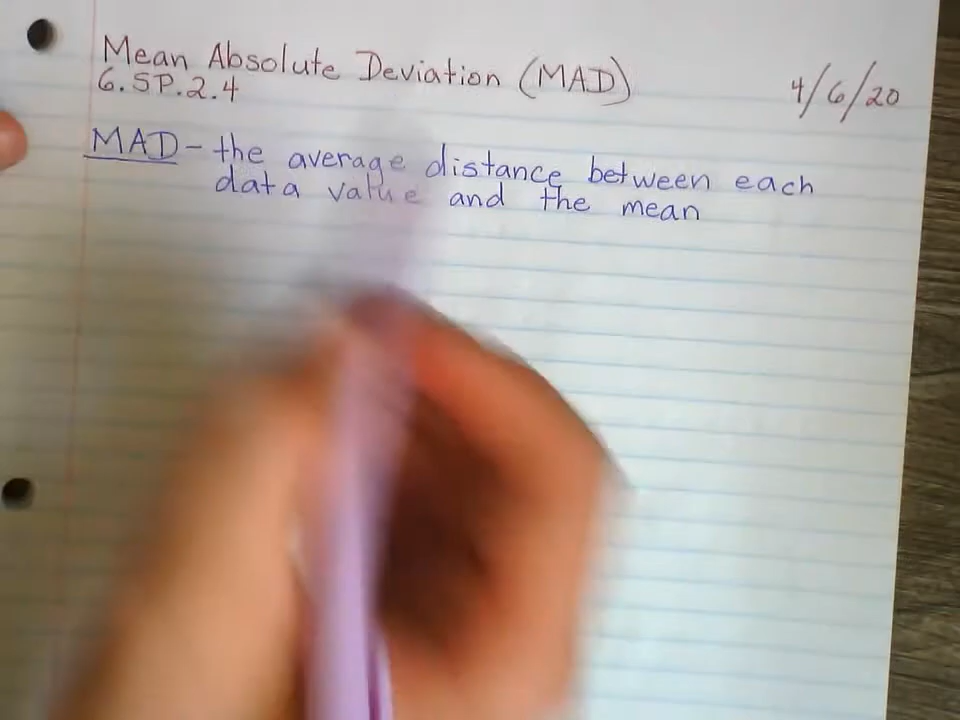 Mean Absolute Deviation (MAD)
6.SP.2.4
4/6/20
MAD - the average distance between each
data value and the mean